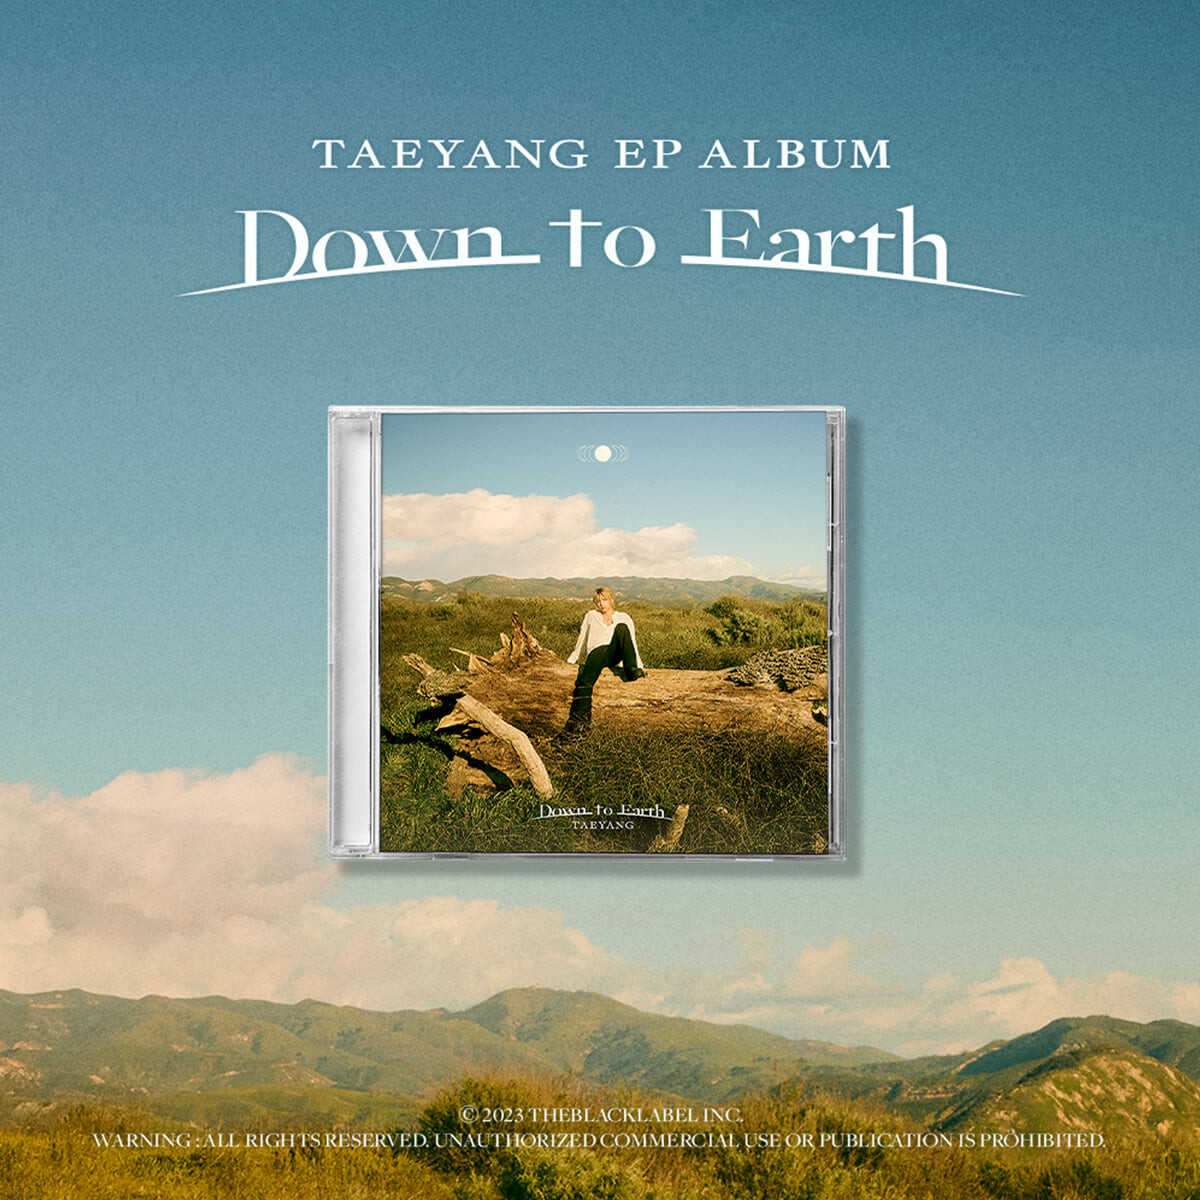 TAEYANG EP ALBUM
Down to Earth
Down to Earth
TAEYANG
© 2023 THEBLACKLABEL INC.
WARNING : ALL RIGHTS RESERVED. UNAUTHORIZED COMMERCIAL USE OR PUBLICATION IS PROHIBITED.